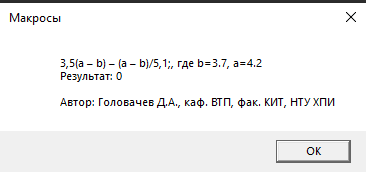 Макросы
3,5(a – b) – (a – b)/5,1;, где b=3.7, a=4.2
Результат: 0
Автор: Головачев Д.А., каф. ВТП, фак. КИТ, НТУ ХПИ
OK